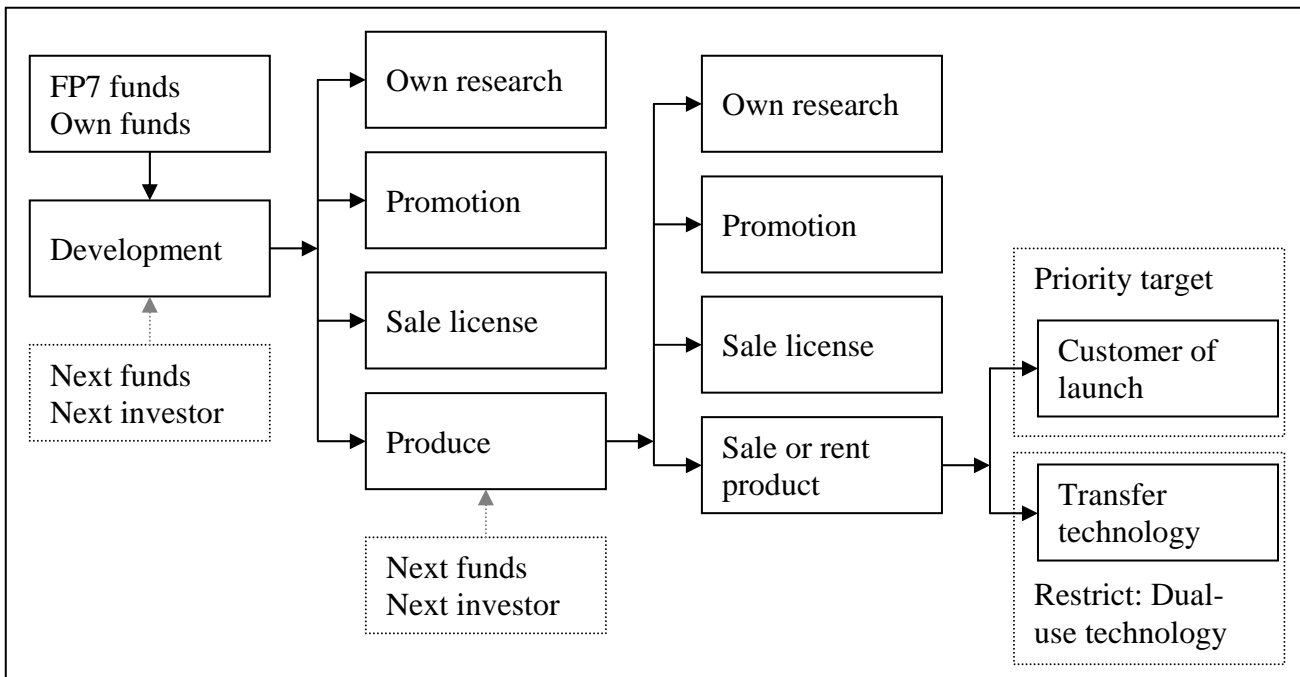 FP7 funds
Own funds
Development
Next funds
Next investor
Own research
Promotion
Sale license
Produce
Next funds
Next investor
Own research
Promotion
Sale license
Sale or rent
product
Priority target
Customer of
launch
Transfer
technology
Restrict: Dual-
use technology